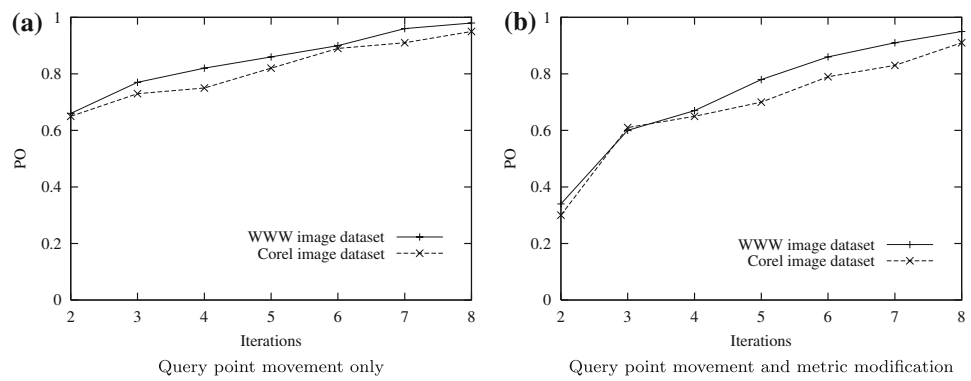 (a)
1
0.8
0.6
0.4
0.2
0
PO
WWW image dataset
Corel image dataset
2 3 4 5 6 7 8
Iterations
Query point movement only
(b)
1
0.8
0.6
0.4
0.2
0
PO
WWW image dataset
Corel image dataset
2 3 4 5 6 7 8
Iterations
Query point movement and metric modification